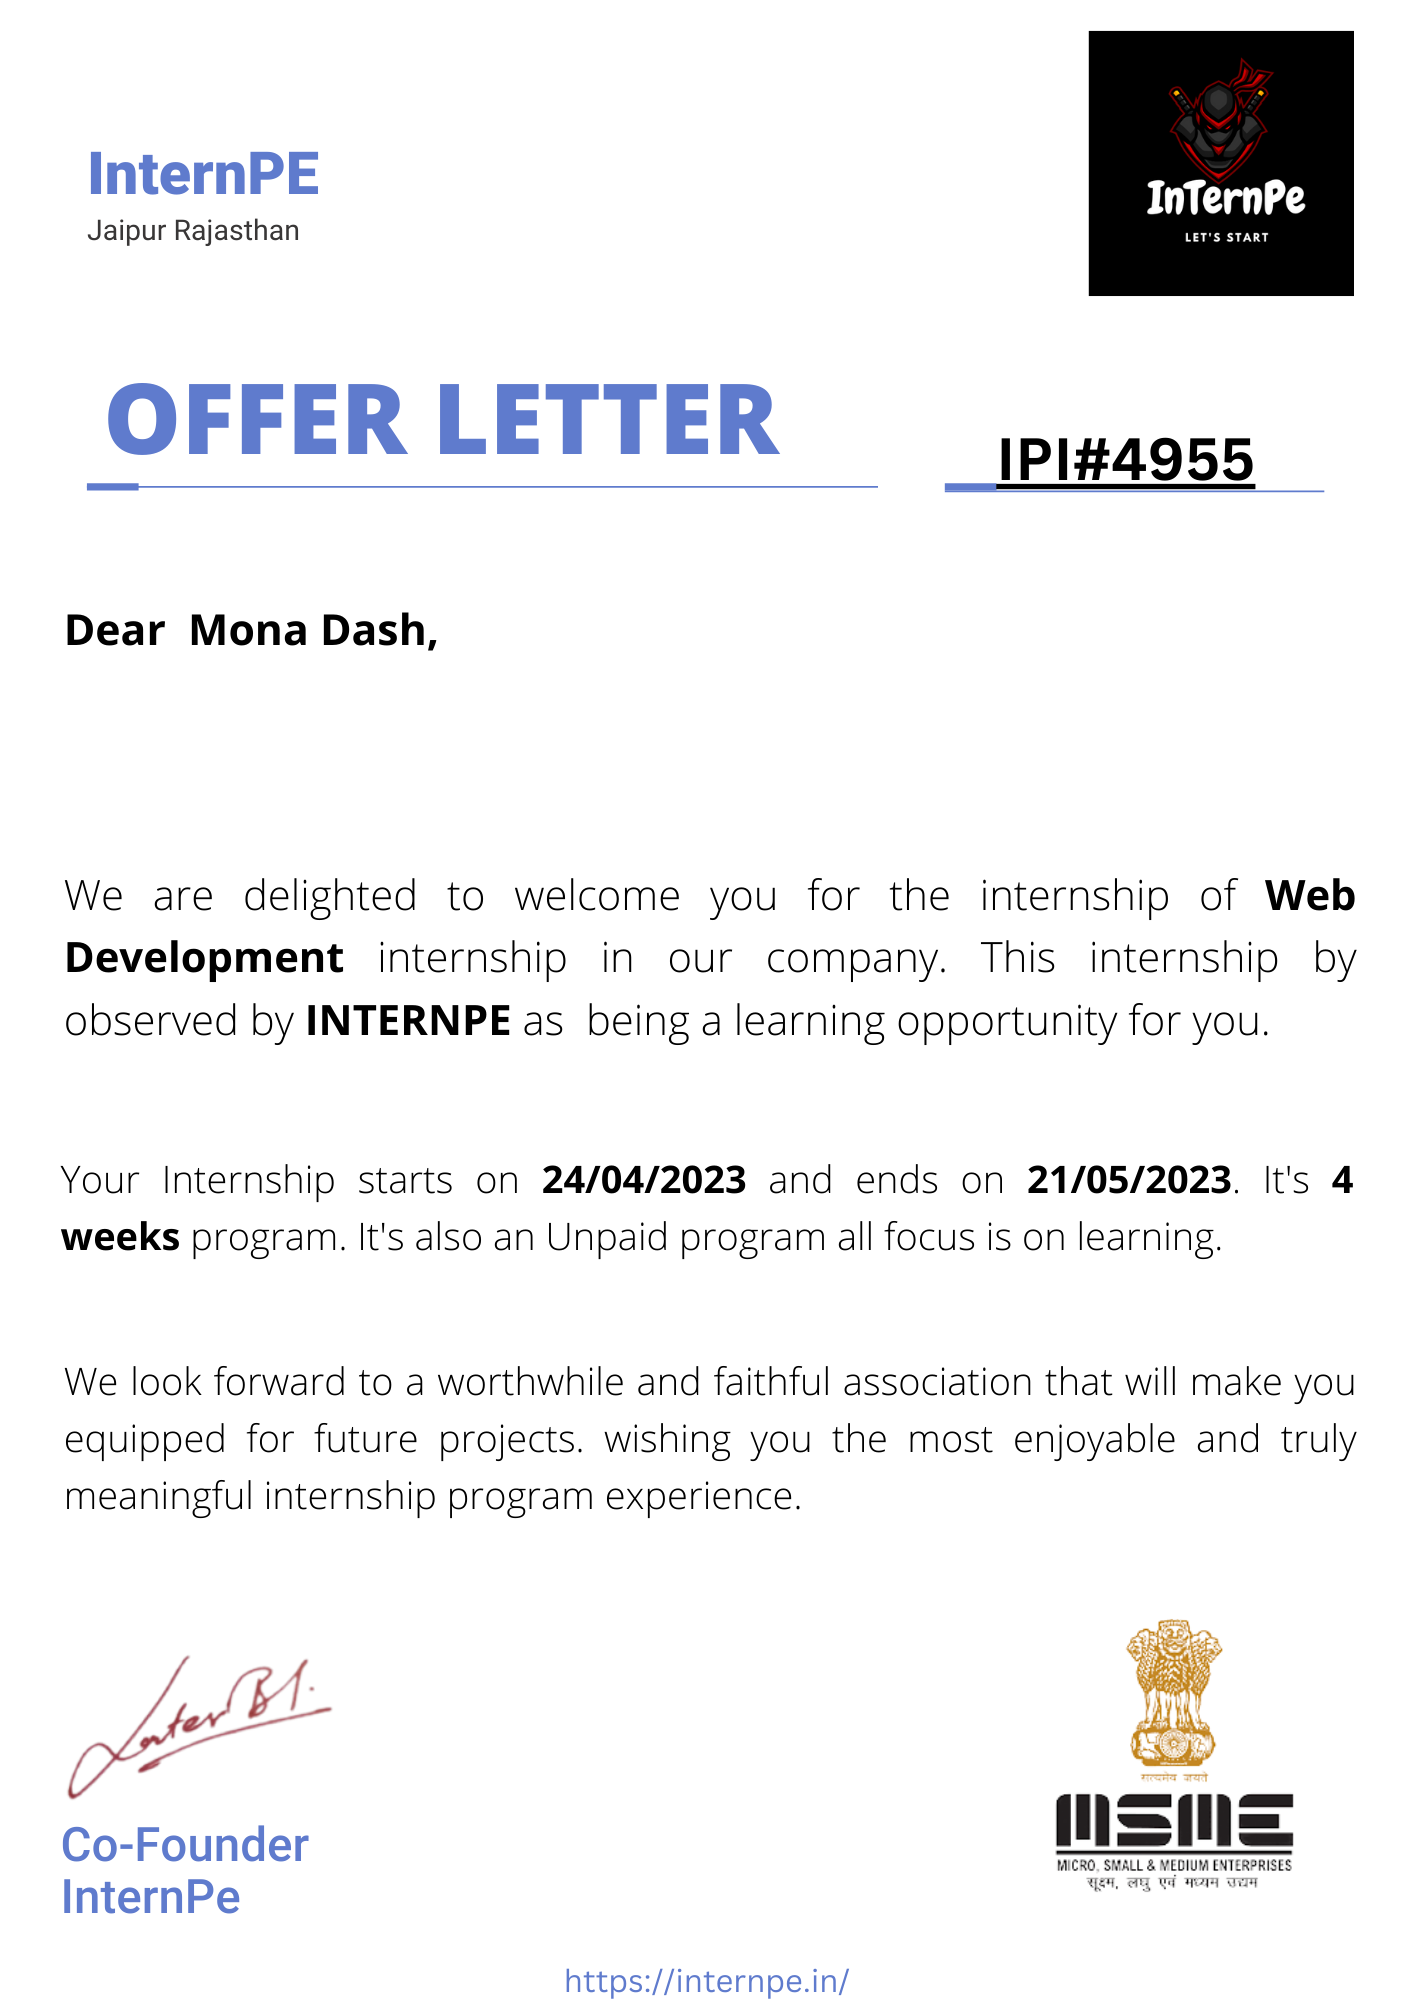 InternPE
Jaipur Rajasthan
InTernPe
LET'S START
OFFER LETTER
IPI#4955
Dear Mona Dash,
We are delighted to welcome you for the internship of Web
Development internship in our company. This internship by
observed by INTERNPE as being a learning opportunity for you.
Your Internship starts on 24/04/2023 and ends on 21/05/2023. It's 4
weeks program. It's also an Unpaid program all focus is on learning.
We look forward to a worthwhile and faithful association that will make you
equipped for future projects. wishing you the most enjoyable and truly
meaningful internship program experience.
Co-Founder
InternPe
सत्यमेव जयते
MSME
MICRO, SMALL & MEDIUM ENTERPRISES
सूक्ष्म, लघु एवं मध्यम उद्यम
https://internpe.in/